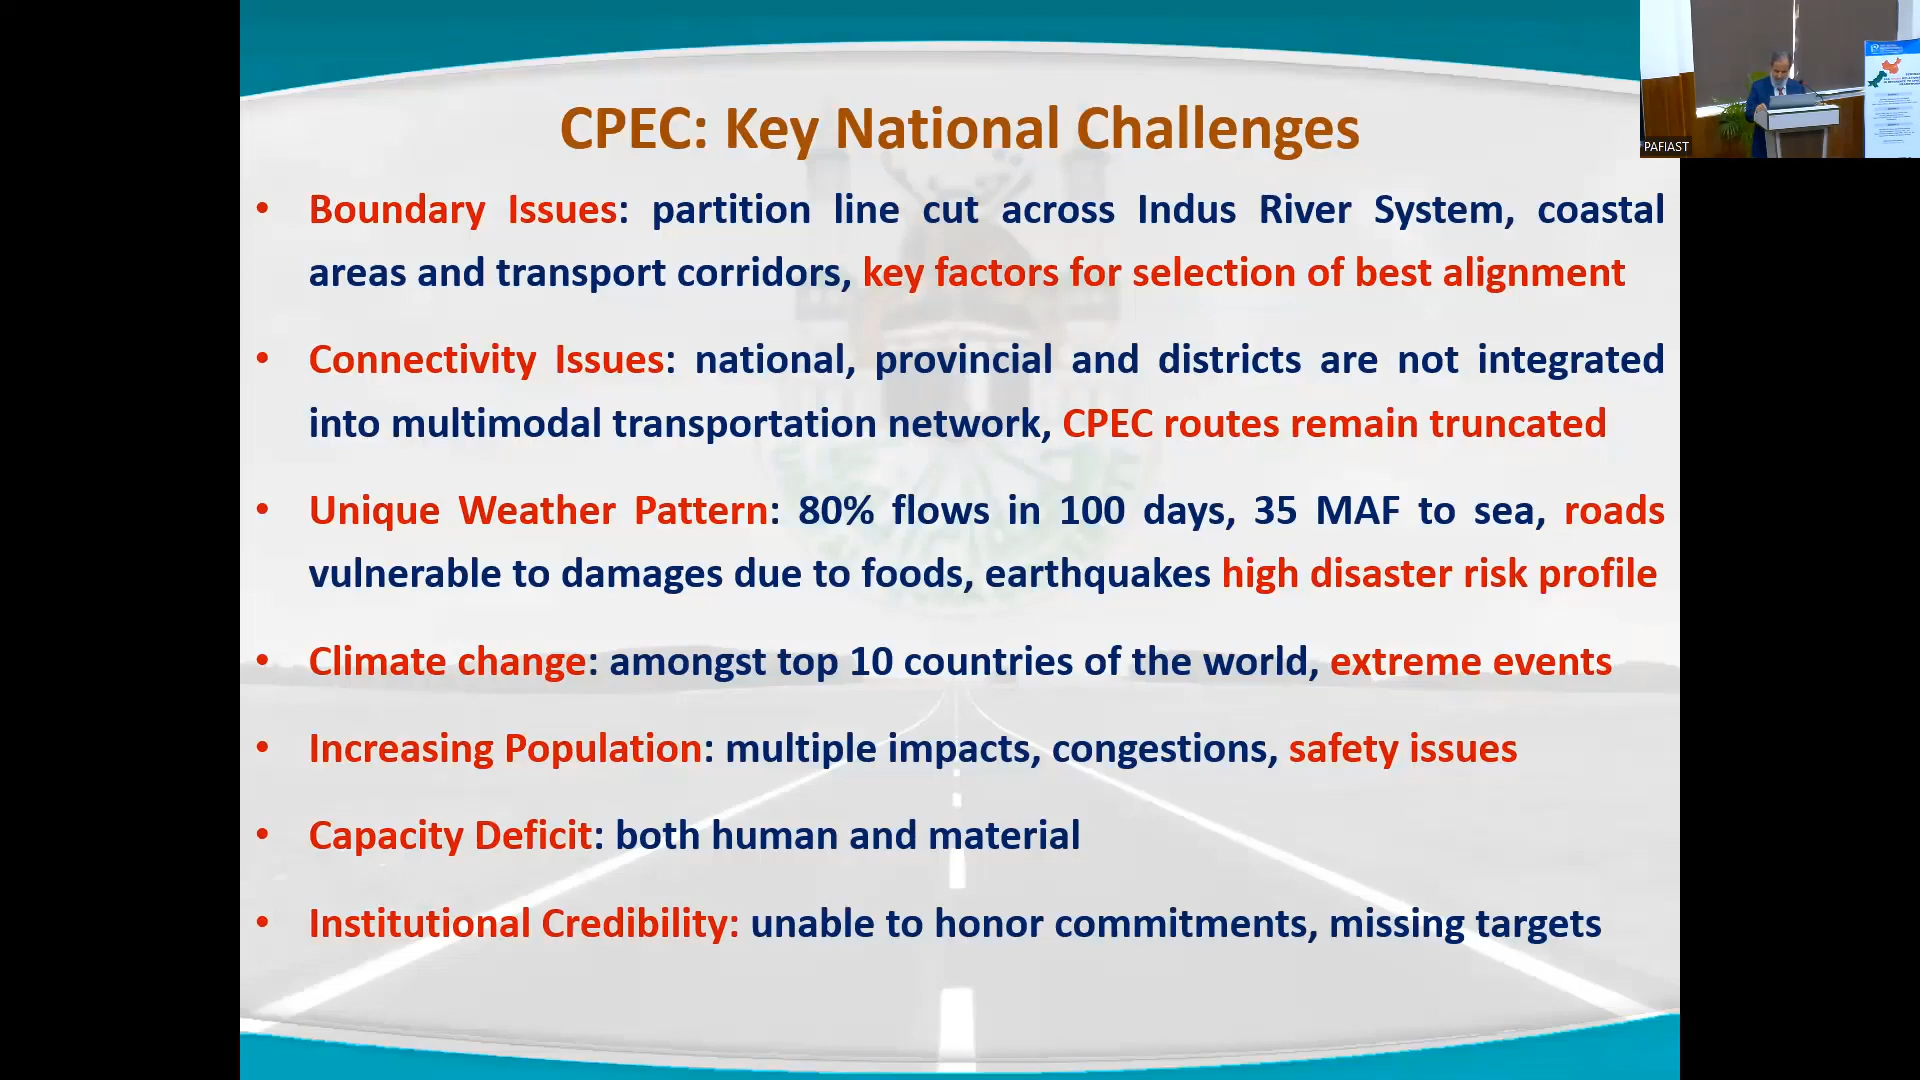 CPEC: Key National Challenges
• Boundary Issues: partition line cut across Indus River System, coastal
areas and transport corridors, key factors for selection of best alignment
• Connectivity Issues: national, provincial and districts are not integrated
into multimodal transportation network, CPEC routes remain truncated
• Unique Weather Pattern: 80% flows in 100 days, 35 MAF to sea, roads
vulnerable to damages due to foods, earthquakes high disaster risk profile
• Climate change: amongst top 10 countries of the world, extreme events
• Increasing Population: multiple impacts, congestions, safety issues
• Capacity Deficit: both human and material
• Institutional Credibility: unable to honor commitments, missing targets
PAFIAST